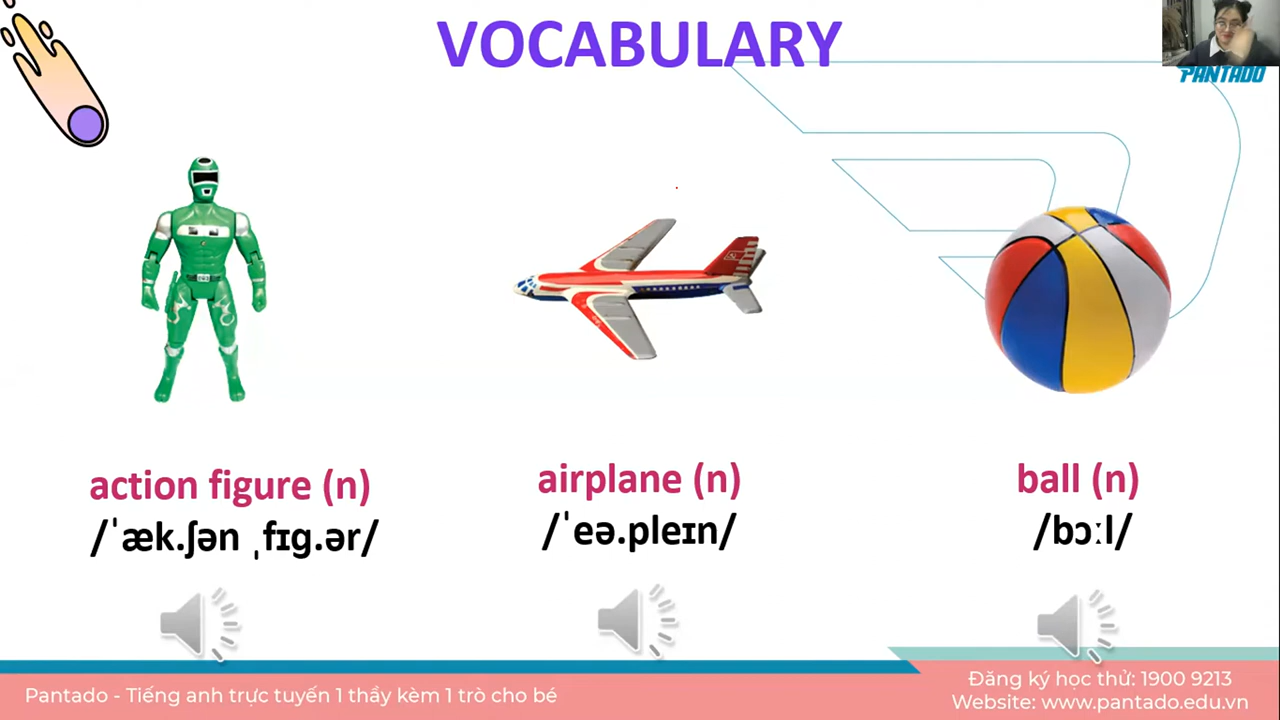 VOCABULARY
PANTADO
action figure (n)
/ˈæk.ʃən ˌfɪg.ər/
airplane (n)
/ˈeə.pleɪn/
ball (n)
/bɔːl/
Pantado - Tiếng anh trực tuyến 1 thầy kèm 1 trò cho bé
Đăng ký học thử: 1900 9213
Website: www.pantado.edu.vn